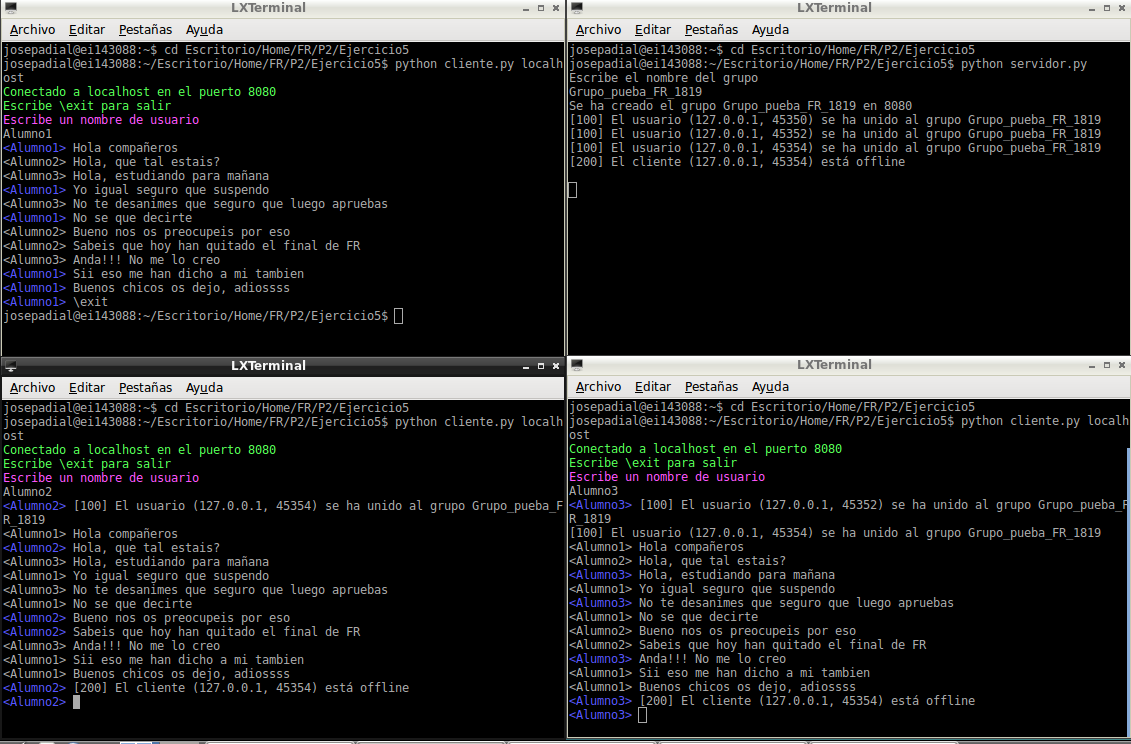 LXTerminal
Archivo Editar Pestañas Ayuda
josepadial@ei143088:~$ cd Escritorio/Home/FR/P2/Ejercicio5
josepadial@ei143088:~/Escritorio/Home/FR/P2/Ejercicio5$ python cliente.py localh
ost
Conectado a localhost en el puerto 8080
Escribe \exit para salir
Escribe un nombre de usuario
Alumno1
<Alumno1> Hola compañeros
<Alumno2> Hola, que tal estais?
<Alumno3> Hola, estudiando para mañana
<Alumno1> Yo igual seguro que suspendo
<Alumno3> No te desanimes que seguro que luego apruebas
<Alumno1> No se que decirte
<Alumno2> Bueno nos os preocupeis por eso
<Alumno2> Sabeis que hoy han quitado el final de FR
<Alumno3> Anda!!! No me lo creo
<Alumno1> Sii eso me han dicho a mi tambien
<Alumno1> Buenos chicos os dejo, adiossss
<Alumno1> \exit
josepadial@ei143088:~/Escritorio/Home/FR/P2/Ejercicio5$
LXTerminal
Archivo Editar Pestañas Ayuda
josepadial@ei143088:~$ cd Escritorio/Home/FR/P2/Ejercicio5
josepadial@ei143088:~/Escritorio/Home/FR/P2/Ejercicio5$ python servidor.py
Escribe el nombre del grupo
Grupo_pueba_FR_1819
Se ha creado el grupo Grupo_pueba_FR_1819 en 8080
[100] El usuario (127.0.0.1, 45350) se ha unido al grupo Grupo_pueba_FR_1819
[100] El usuario (127.0.0.1, 45352) se ha unido al grupo Grupo_pueba_FR_1819
[100] El usuario (127.0.0.1, 45354) se ha unido al grupo Grupo_pueba_FR_1819
[200] El cliente (127.0.0.1, 45354) está offline
LXTerminal
Archivo Editar Pestañas Ayuda
josepadial@ei143088:~$ cd Escritorio/Home/FR/P2/Ejercicio5
josepadial@ei143088:~/Escritorio/Home/FR/P2/Ejercicio5$ python cliente.py localh
ost
Conectado a localhost en el puerto 8080
Escribe \exit para salir
Escribe un nombre de usuario
Alumno2
<Alumno2> [100] El usuario (127.0.0.1, 45354) se ha unido al grupo Grupo_pueba_F
R_1819
<Alumno1> Hola compañeros
<Alumno2> Hola, que tal estais?
<Alumno3> Hola, estudiando para mañana
<Alumno1> Yo igual seguro que suspendo
<Alumno3> No te desanimes que seguro que luego apruebas
<Alumno1> No se que decirte
<Alumno2> Bueno nos os preocupeis por eso
<Alumno2> Sabeis que hoy han quitado el final de FR
<Alumno3> Anda!!! No me lo creo
<Alumno1> Sii eso me han dicho a mi tambien
<Alumno1> Buenos chicos os dejo, adiossss
<Alumno2> [200] El cliente (127.0.0.1, 45354) está offline
<Alumno2>
LXTerminal
Archivo Editar Pestañas Ayuda
josepadial@ei143088:~$ cd Escritorio/Home/FR/P2/Ejercicio5
josepadial@ei143088:~/Escritorio/Home/FR/P2/Ejercicio5$ python cliente.py localh
ost
Conectado a localhost en el puerto 8080
Escribe \exit para salir
Escribe un nombre de usuario
Alumno3
<Alumno3> [100] El usuario (127.0.0.1, 45352) se ha unido al grupo Grupo_pueba_F
R_1819
[100] El usuario (127.0.0.1, 45354) se ha unido al grupo Grupo_pueba_FR_1819
<Alumno1> Hola compañeros
<Alumno2> Hola, que tal estais?
<Alumno3> Hola, estudiando para mañana
<Alumno1> Yo igual seguro que suspendo
<Alumno3> No te desanimes que seguro que luego apruebas
<Alumno1> No se que decirte
<Alumno2> Bueno nos os preocupeis por eso
<Alumno2> Sabeis que hoy han quitado el final de FR
<Alumno3> Anda!!! No me lo creo
<Alumno1> Sii eso me han dicho a mi tambien
<Alumno1> Buenos chicos os dejo, adiossss
<Alumno3> [200] El cliente (127.0.0.1, 45354) está offline
<Alumno3>